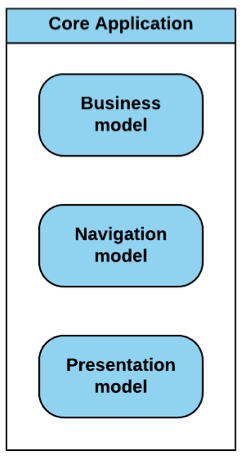 Core Application
Business
model
Navigation
model
Presentation
model